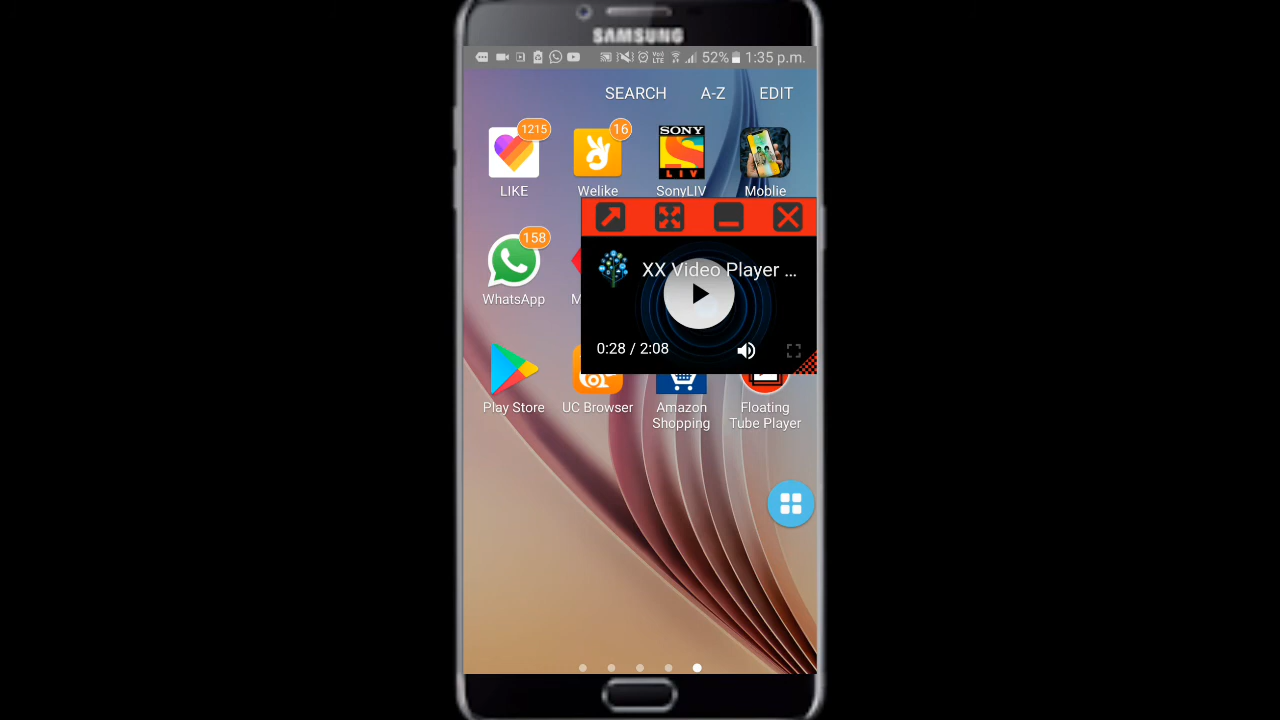 SAMSUNG
52% 1:35 p.m.
SEARCH A-Z EDIT
1215 16 SONY
LIV
LIKE Welike SonyLIV Moblie
158
XX Video Player ...
WhatsApp M
0:28 / 2:08
Play Store UC Browser Amazon Shopping Floating Tube Player